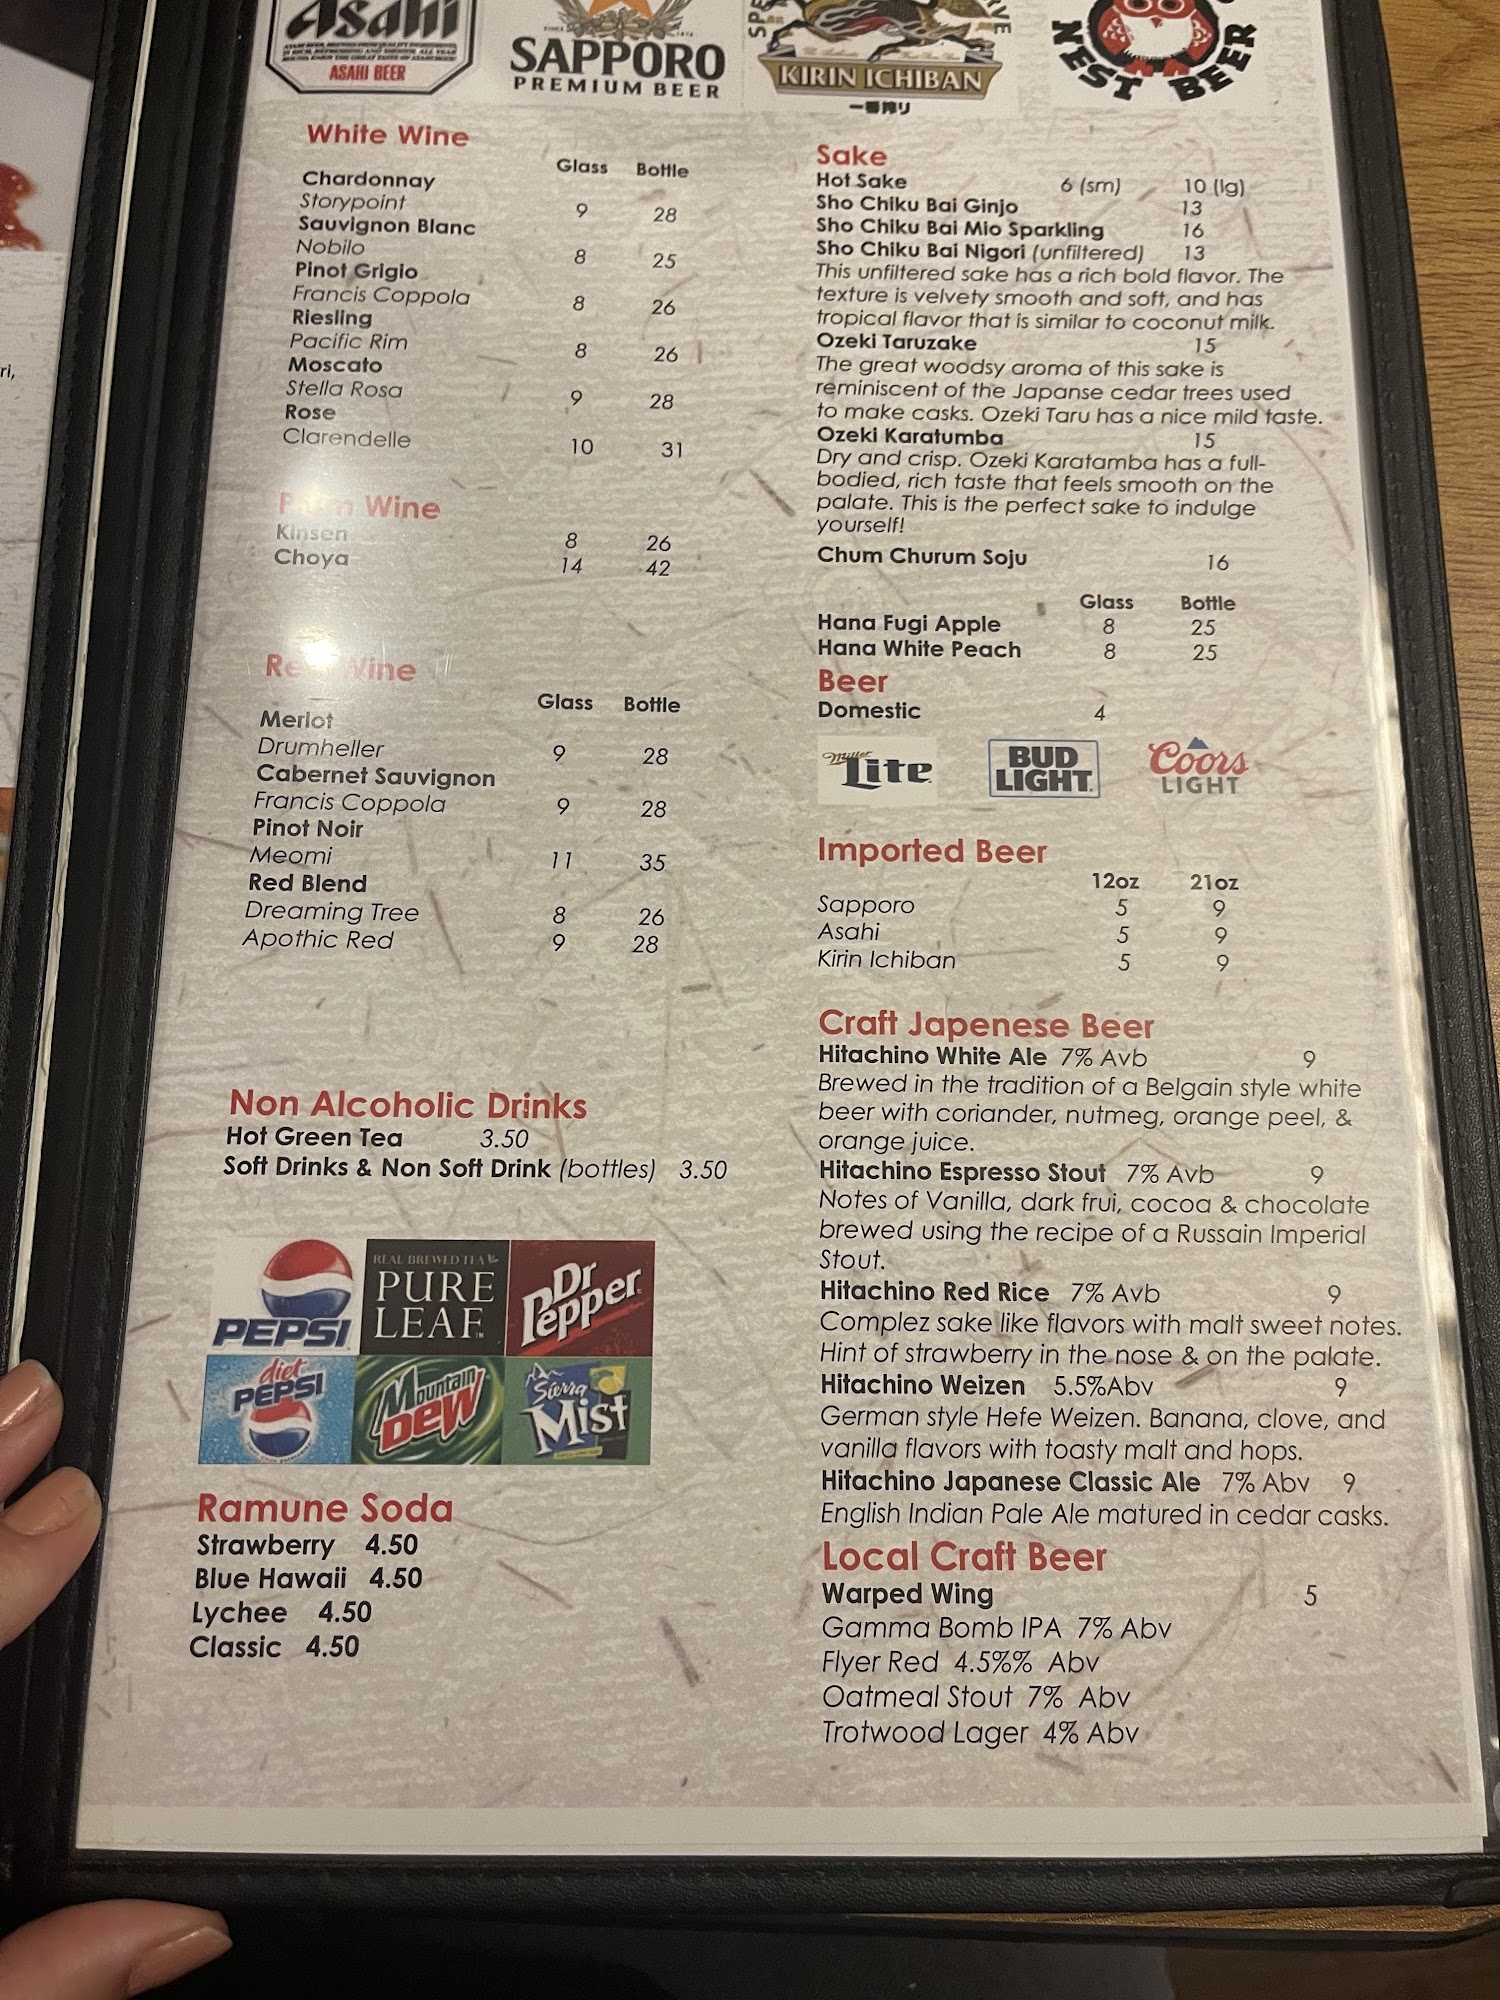 Asahi
ASAHI BEER
SAPPORO
PREMIUM BEER
KIRIN ICHIBAN
一番搾り
NEST BEER
ri,
White Wine
Glass Bottle
Chardonnay
Storypoint 9 28
Sauvignon Blanc
Nobilo 8 25
Pinot Grigio
Francis Coppola 8 26
Riesling
Pacific Rim 8 26
Moscato
Stella Rosa 9 28
Rose
Clarendelle 10 31
Plum Wine
Kinsen 8 26
Choya 14 42
Red Wine
Glass Bottle
Merlot
Drumheller 9 28
Cabernet Sauvignon
Francis Coppola 9 28
Pinot Noir
Meomi 11 35
Red Blend
Dreaming Tree 8 26
Apothic Red 9 28
Non Alcoholic Drinks
Hot Green Tea 3.50
Soft Drinks & Non Soft Drink (bottles) 3.50
PEPSI
REAL BREWED TEA
PURE
LEAF
Dr
Pepper
diet
PEPSI
Mountain
DEW
Sierra
Mist
Ramune Soda
Strawberry 4.50
Blue Hawaii 4.50
Lychee 4.50
Classic 4.50
Sake
Hot Sake 6 (sm) 10 (lg)
Sho Chiku Bai Ginjo 13
Sho Chiku Bai Mio Sparkling 16
Sho Chiku Bai Nigori (unfiltered) 13
This unfiltered sake has a rich bold flavor. The
texture is velvety smooth and soft, and has
tropical flavor that is similar to coconut milk.
Ozeki Taruzake 15
The great woodsy aroma of this sake is
reminiscent of the Japanse cedar trees used
to make casks. Ozeki Taru has a nice mild taste.
Ozeki Karatumba 15
Dry and crisp. Ozeki Karatamba has a full-
bodied, rich taste that feels smooth on the
palate. This is the perfect sake to indulge
yourself!
Chum Churum Soju 16
Glass Bottle
Hana Fugi Apple 8 25
Hana White Peach 8 25
Beer
Domestic 4
Miller
Lite
BUD
LIGHT
Coors
LIGHT
Imported Beer
12oz 21oz
Sapporo 5 9
Asahi 5 9
Kirin Ichiban 5 9
Craft Japenese Beer
Hitachino White Ale 7% Avb 9
Brewed in the tradition of a Belgain style white
beer with coriander, nutmeg, orange peel, &
orange juice.
Hitachino Espresso Stout 7% Avb 9
Notes of Vanilla, dark frui, cocoa & chocolate
brewed using the recipe of a Russain Imperial
Stout.
Hitachino Red Rice 7% Avb 9
Complez sake like flavors with malt sweet notes.
Hint of strawberry in the nose & on the palate.
Hitachino Weizen 5.5%Abv 9
German style Hefe Weizen. Banana, clove, and
vanilla flavors with toasty malt and hops.
Hitachino Japanese Classic Ale 7% Abv 9
English Indian Pale Ale matured in cedar casks.
Local Craft Beer
Warped Wing 5
Gamma Bomb IPA 7% Abv
Flyer Red 4.5%% Abv
Oatmeal Stout 7% Abv
Trotwood Lager 4% Abv